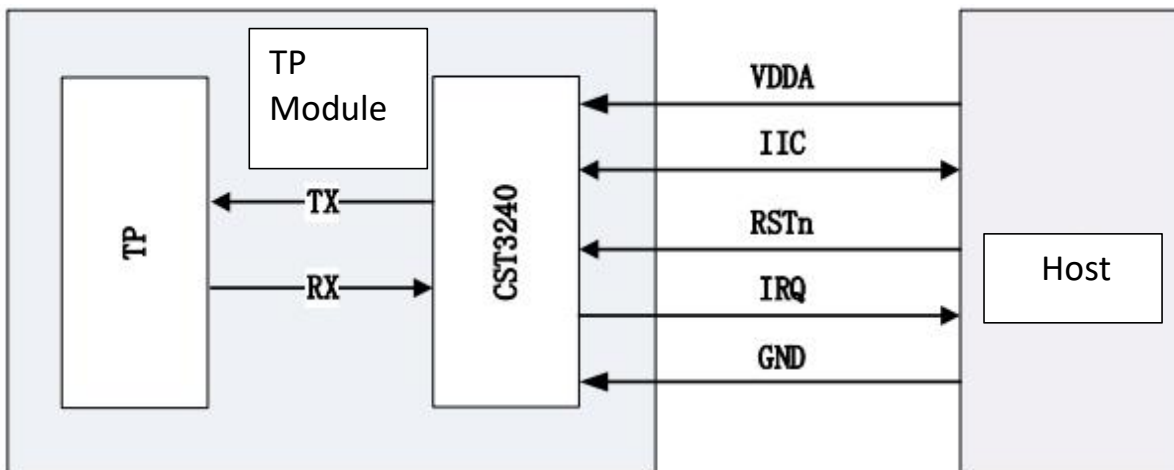 TP
Module
TP
TX
RX
CST3240
VDDA
IIC
RSTn
IRQ
GND
Host